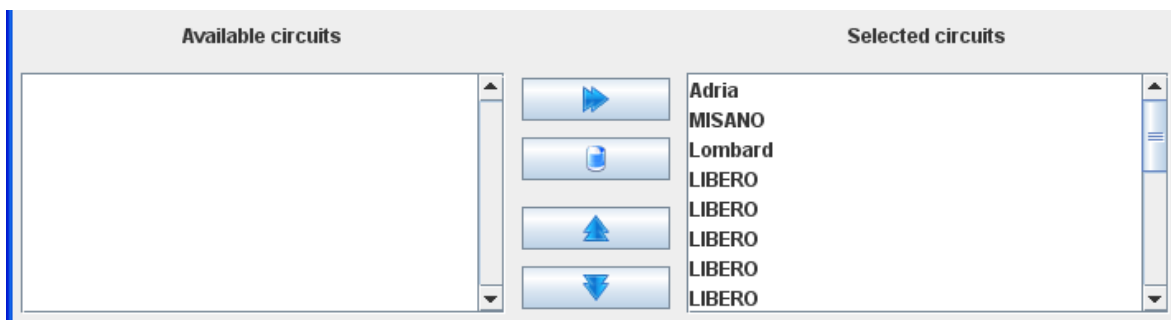 Available circuits
Selected circuits
Adria
MISANO
Lombard
LIBERO
LIBERO
LIBERO
LIBERO
LIBERO